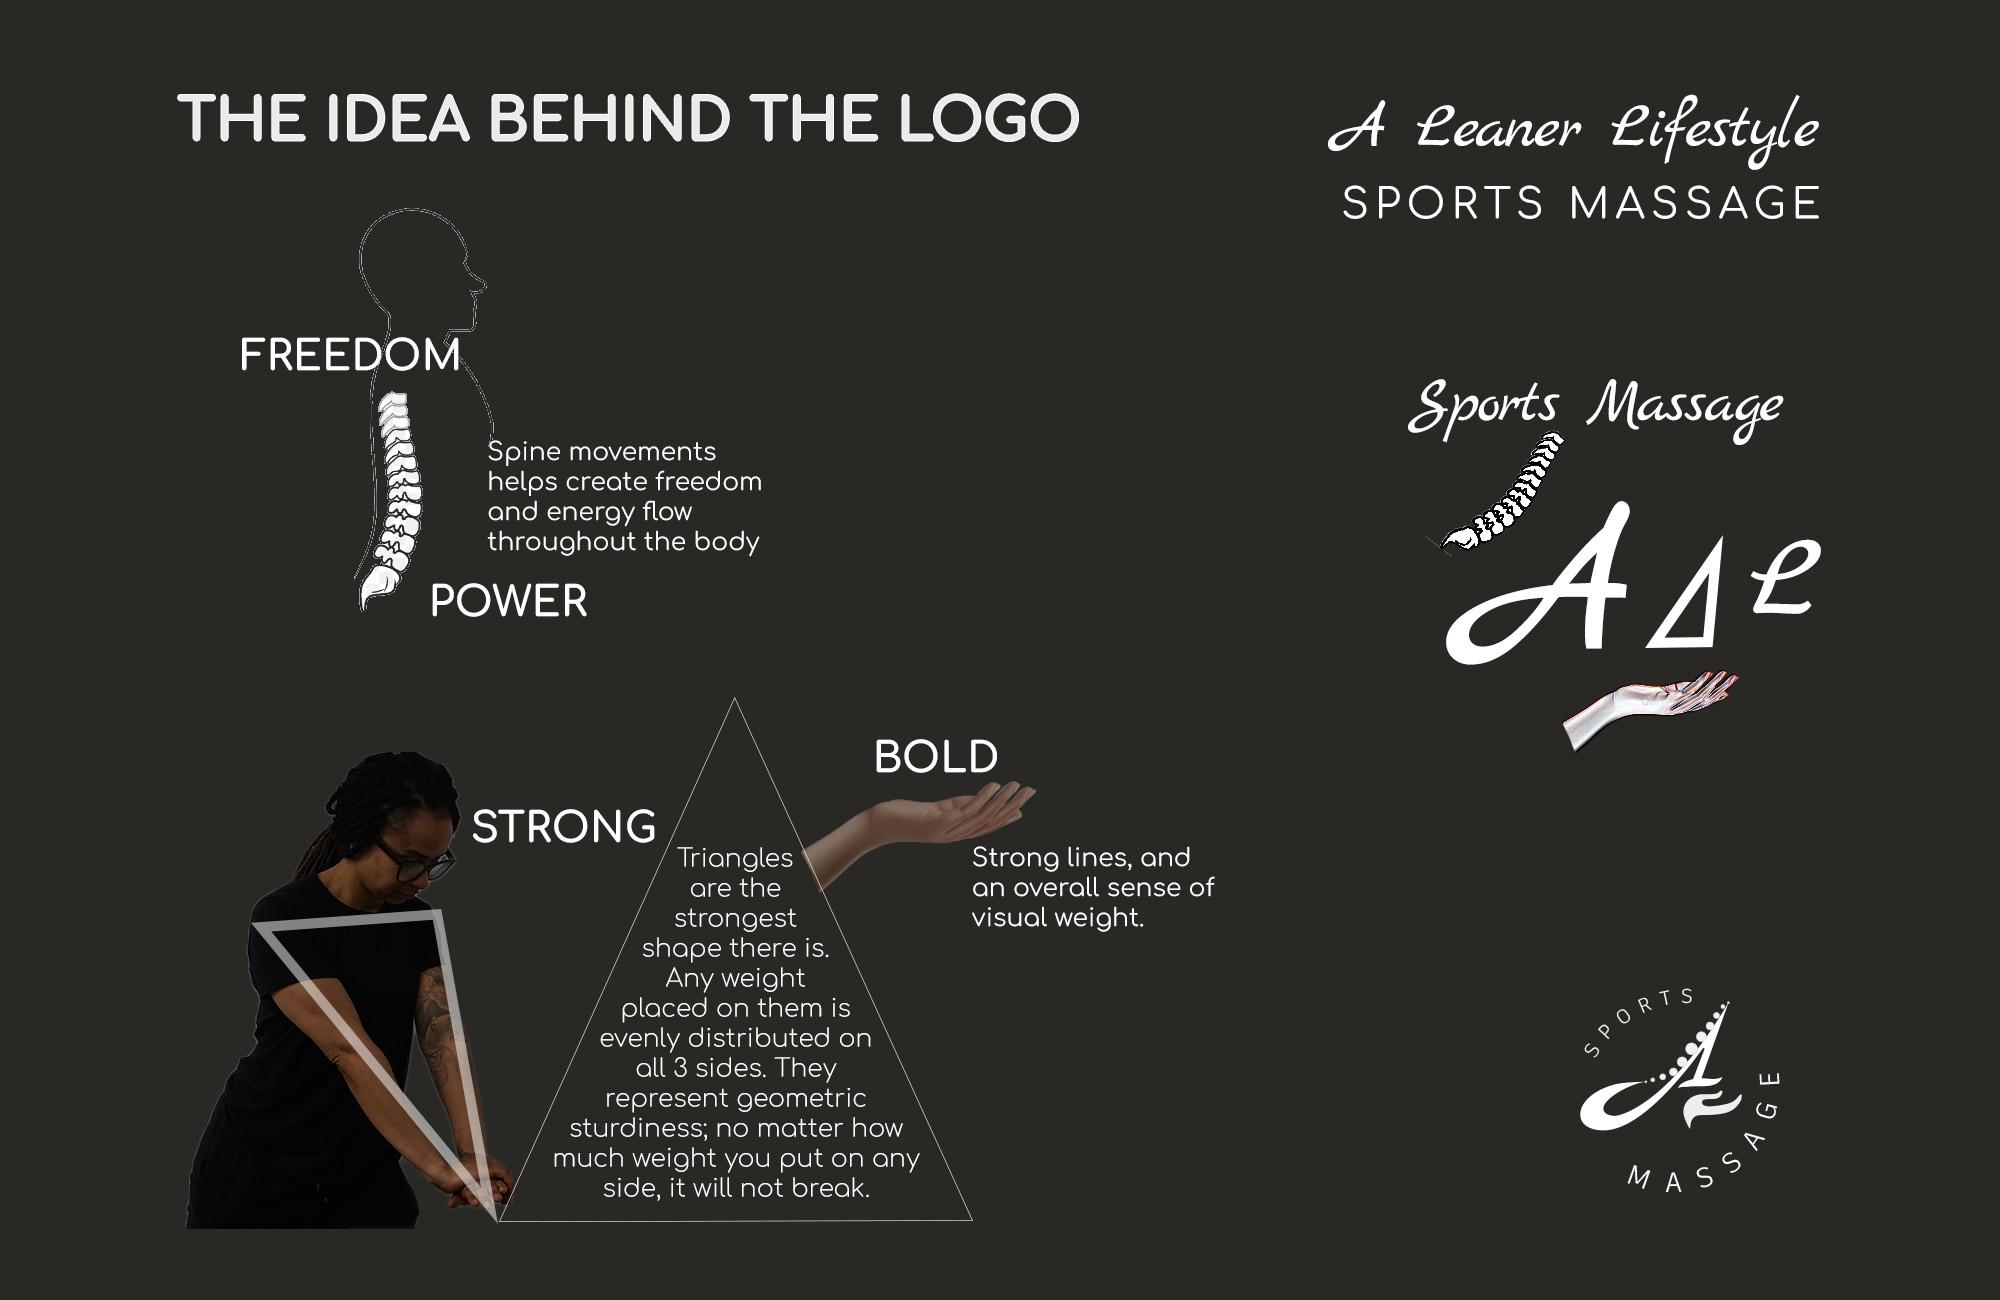 THE IDEA BEHIND THE LOGO
A Leaner Lifestyle
SPORTS MASSAGE
FREEDOM
Spine movements
helps create freedom
and energy flow
throughout the body
POWER
Sports Massage
A Δ L
BOLD
STRONG
Strong lines, and
an overall sense of
visual weight.
Triangles
are the
strongest
shape there is.
Any weight
placed on them is
evenly distributed on
all 3 sides. They
represent geometric
sturdiness; no matter how
much weight you put on any
side, it will not break.
SPORTS
A
MASSAGE